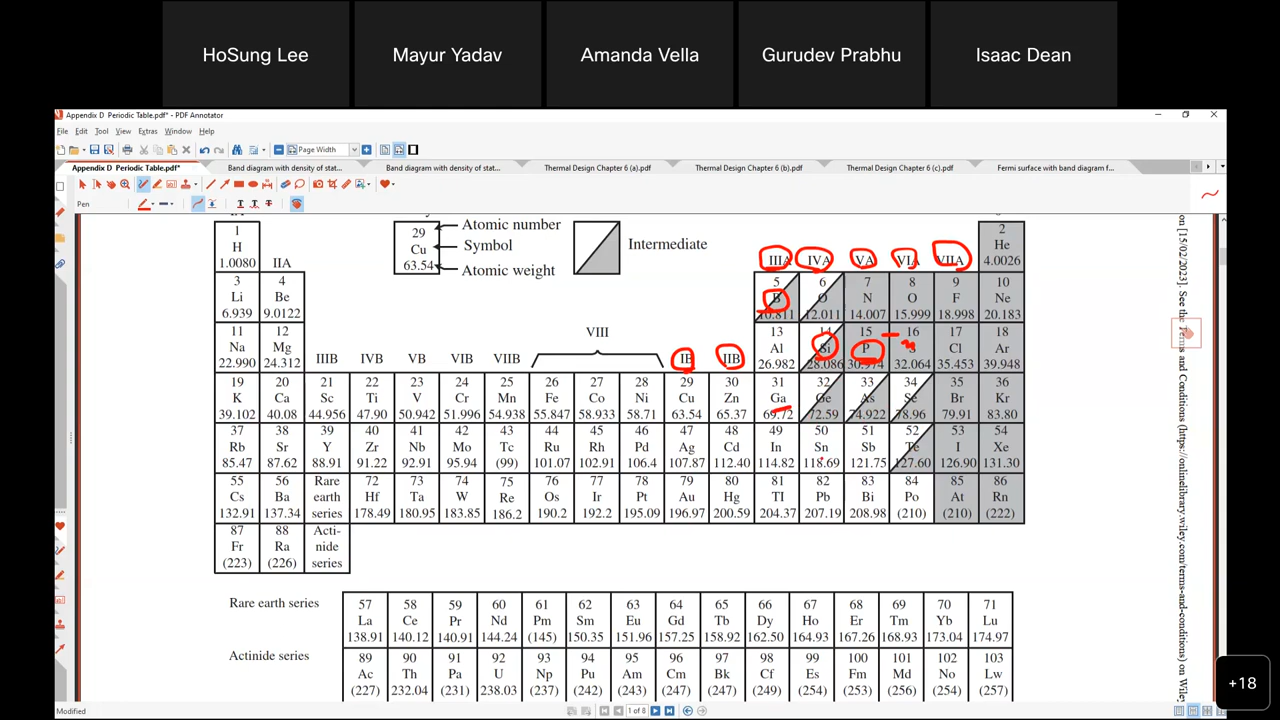 HoSung Lee Mayur Yadav Amanda Vella Gurudev Prabhu Isaac Dean
Appendix D Periodic Table.pdf* - PDF Annotator
File Edit Tool View Extras Window Help
Page Width
Appendix D Periodic Table.pdf* Band diagram with density of stat... Band diagram with density of stat... Thermal Design Chapter 6 (a).pdf Thermal Design Chapter 6 (b).pdf Thermal Design Chapter 6 (c).pdf Fermi surface with band diagram f...
Pen
1 29 Atomic number 2
H Cu Symbol Intermediate He
1.0080 IIA 63.54 Atomic weight IIIA IVA VA VIA VIIA 4.0026
3 4 5 6 7 8 9 10
Li Be B N O F Ne
6.939 9.0122 10.811 12.011 14.007 15.999 18.998 20.183
11 12 VIII 13 14 15 16 17 18
Na Mg Al Si P S Cl Ar
22.990 24.312 IIIB IVB VB VIB VIIB IB IIB 26.982 28.086 30.974 32.064 35.453 39.948
19 20 21 22 23 24 25 26 27 28 29 30 31 32 33 34 35 36
K Ca Sc Ti V Cr Mn Fe Co Ni Cu Zn Ga Ge As Se Br Kr
39.102 40.08 44.956 47.90 50.942 51.996 54.938 55.847 58.933 58.71 63.54 65.37 69.72 72.59 74.922 78.96 79.91 83.80
37 38 39 40 41 42 43 44 45 46 47 48 49 50 51 52 53 54
Rb Sr Y Zr Nb Mo Tc Ru Rh Pd Ag Cd In Sn Sb Te I Xe
85.47 87.62 88.91 91.22 92.91 95.94 (99) 101.07 102.91 106.4 107.87 112.40 114.82 118.69 121.75 127.60 126.90 131.30
55 56 Rare 72 73 74 75 76 77 78 79 80 81 82 83 84 85 86
Cs Ba earth Hf Ta W Re Os Ir Pt Au Hg TI Pb Bi Po At Rn
132.91 137.34 series 178.49 180.95 183.85 186.2 190.2 192.2 195.09 196.97 200.59 204.37 207.19 208.98 (210) (210) (222)
87 88 Acti-
Fr Ra nide
(223) (226) series
57 58 59 60 61 62 63 64 65 66 67 68 69 70 71
Rare earth series La Ce Pr Nd Pm Sm Eu Gd Tb Dy Ho Er Tm Yb Lu
138.91 140.12 140.91 144.24 (145) 150.35 151.96 157.25 158.92 162.50 164.93 167.26 168.93 173.04 174.97
89 90 91 92 93 94 95 96 97 98 99 100 101 102 103
Actinide series Ac Th Pa U Np Pu Am Cm Bk Cf Es Fm Md No Lw
(227) 232.04 (231) 238.03 (237) (242) (243) (247) (247) (249) (254) (253) (256) (254) (257)
on [15/02/2023]. See the Terms and Conditions (https://onlinelibrary.wiley.com/terms-and-conditions) on Wiley
+18
Modified 1 of 8